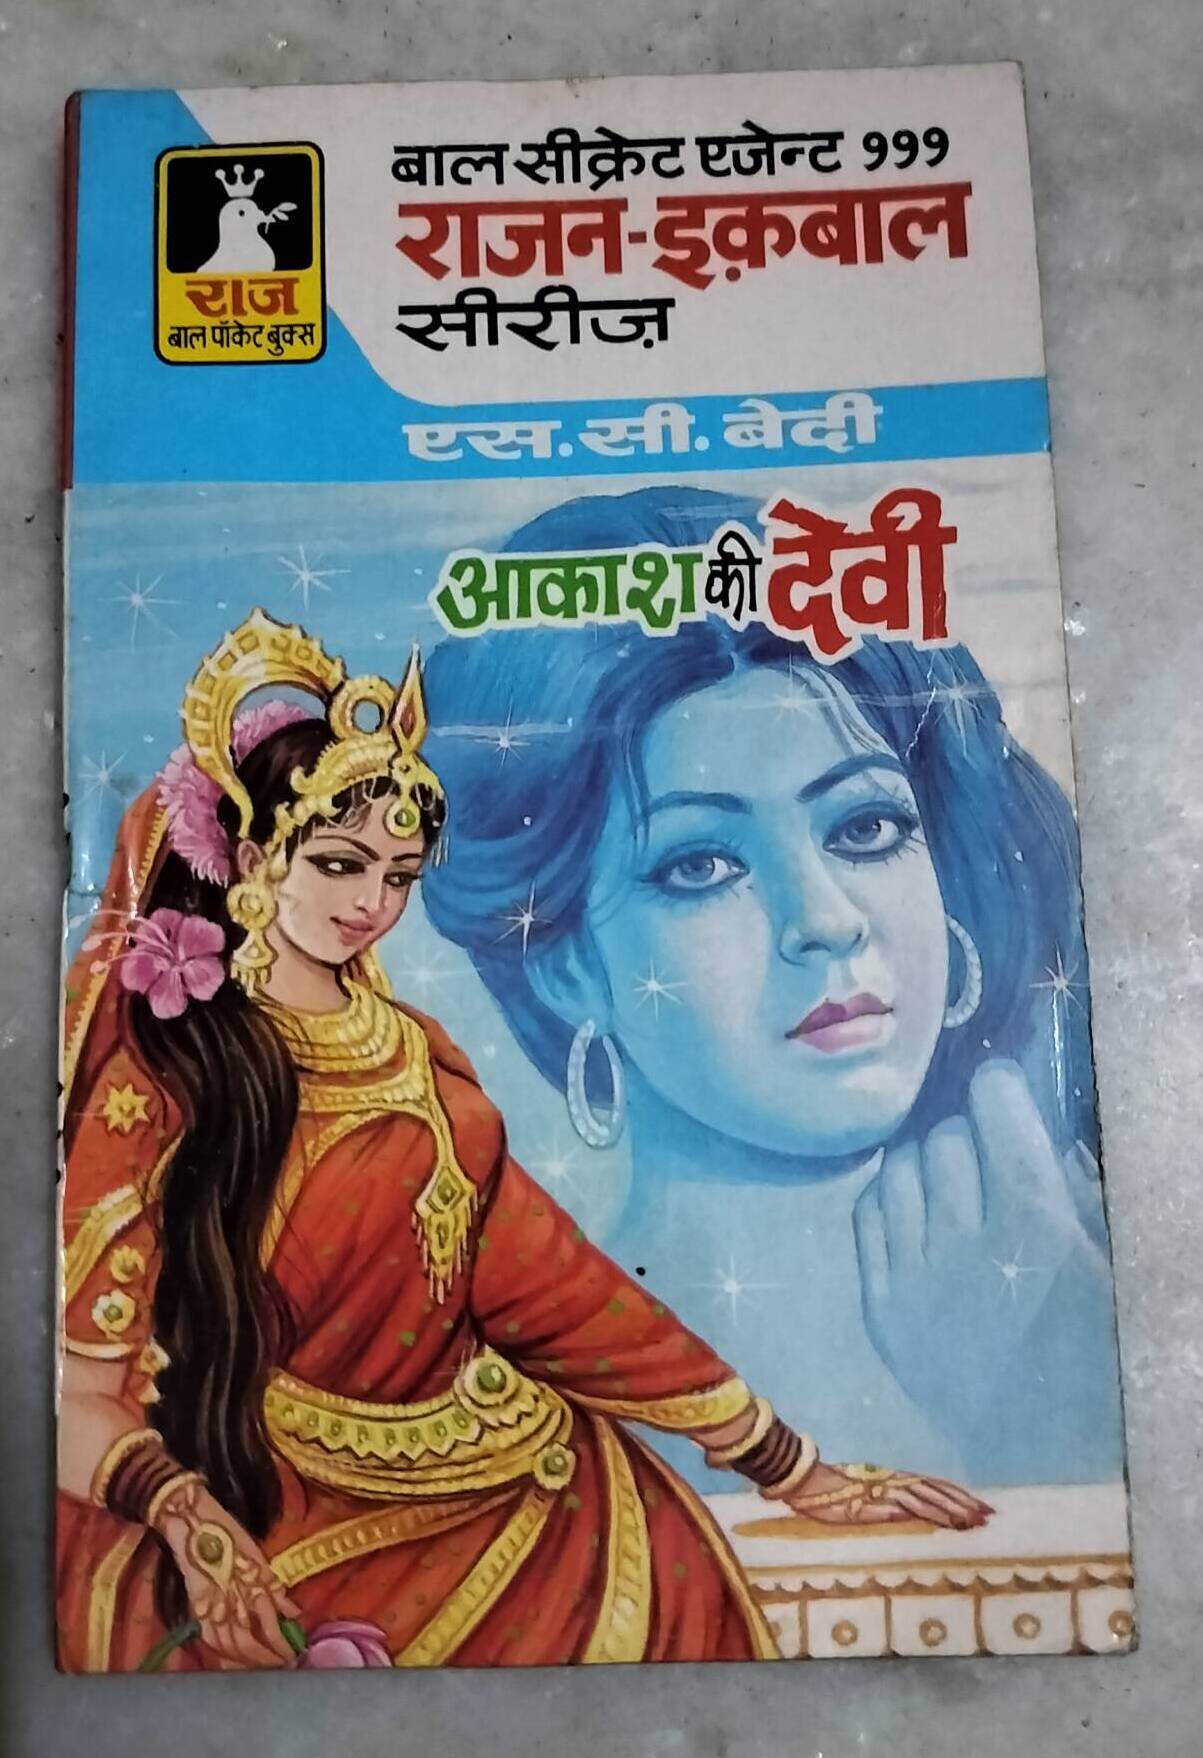 बाल सीक्रेट एजेन्ट ९९९
राजन-इक़बाल
सीरीज़
राज
बाल पॉकेट बुक्स
एस.सी. बेदी
आकाश की देवी